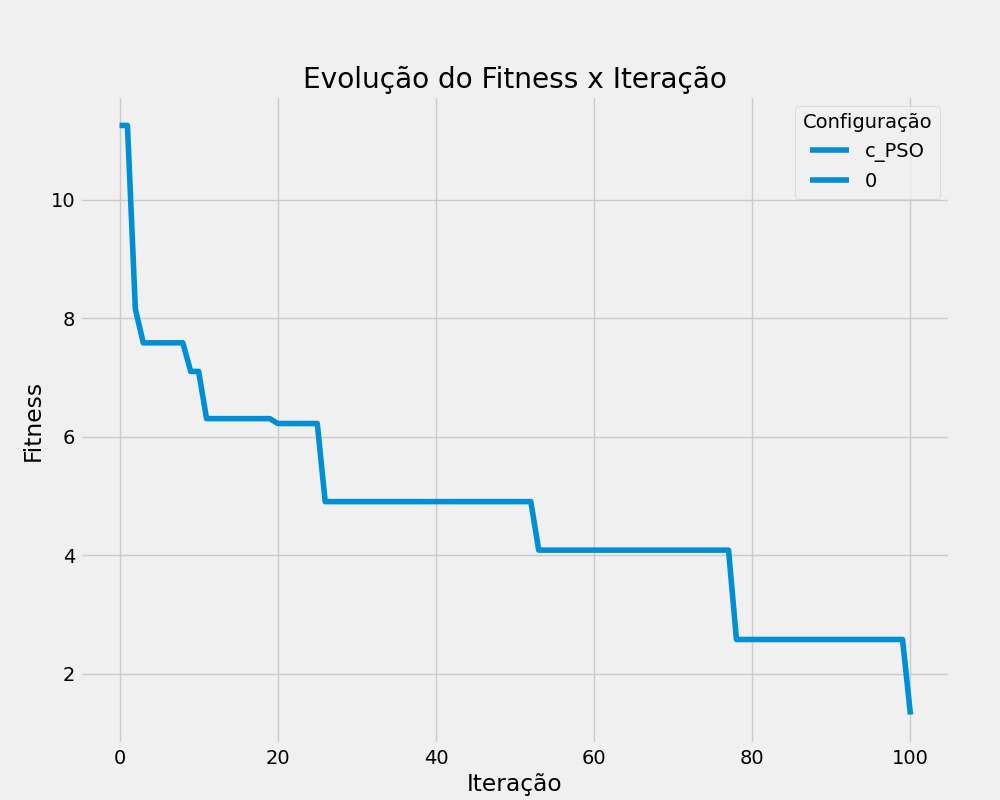 Evolução do Fitness x Iteração
Configuração
c_PSO
0
10
8
6
4
2
Fitness
0 20 40 60 80 100
Iteração